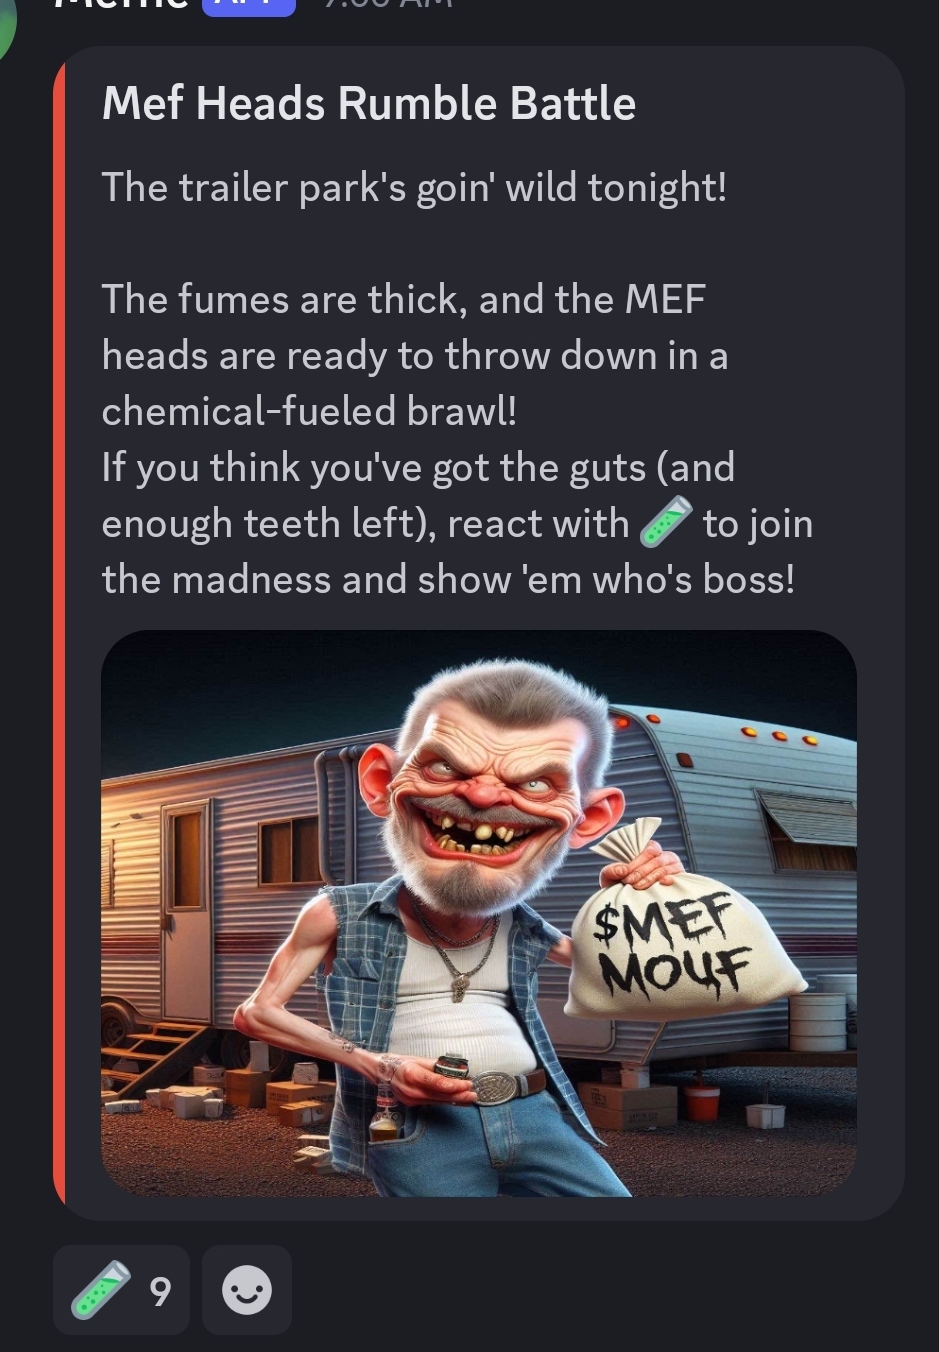 Mef Heads Rumble Battle
The trailer park's goin' wild tonight!
The fumes are thick, and the MEF
heads are ready to throw down in a
chemical-fueled brawl!
If you think you've got the guts (and
enough teeth left), react with 🧪 to join
the madness and show 'em who's boss!
$MEF
MOUF
🧪 9